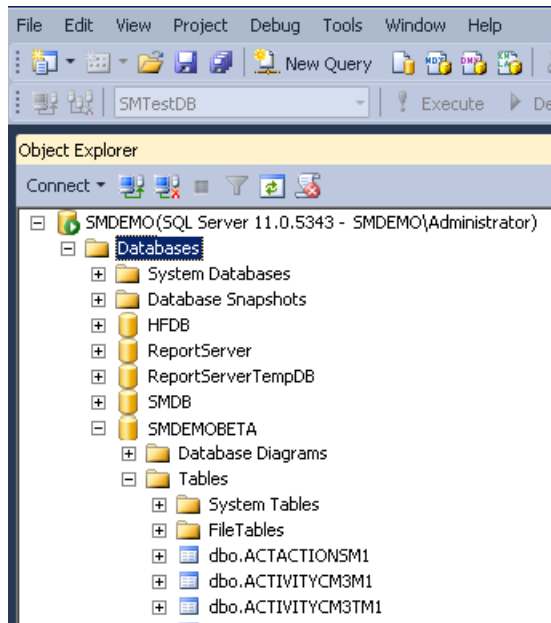 File Edit View Project Debug Tools Window Help
New Query
SMTestDB Execute De
Object Explorer
Connect
SMDEMO(SQL Server 11.0.5343 - SMDEMO\Administrator)
Databases
System Databases
Database Snapshots
HFDB
ReportServer
ReportServerTempDB
SMDB
SMDEMOBETA
Database Diagrams
Tables
System Tables
FileTables
dbo.ACTACTIONSM1
dbo.ACTIVITYCM3M1
dbo.ACTIVITYCM3TM1